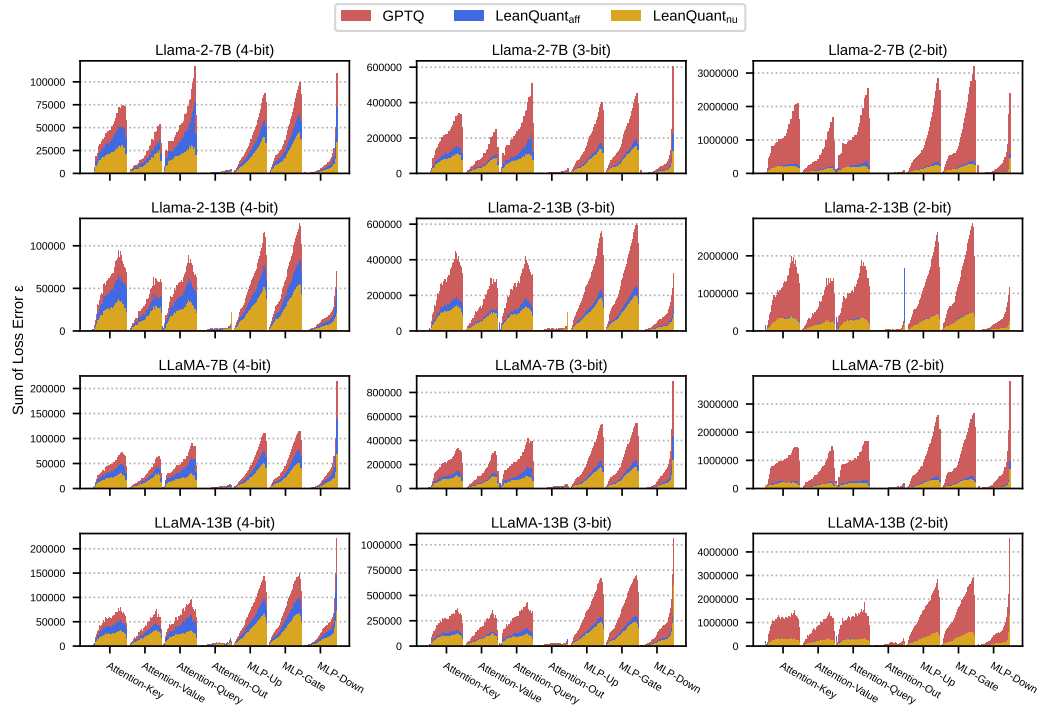 GPTQ LeanQuant_aff LeanQuant_nu
Llama-2-7B (4-bit) Llama-2-7B (3-bit) Llama-2-7B (2-bit)
100000
75000
50000
25000
0
600000
400000
200000
0
3000000
2000000
1000000
0
Llama-2-13B (4-bit) Llama-2-13B (3-bit) Llama-2-13B (2-bit)
100000
50000
0
600000
400000
200000
0
2000000
1000000
0
Sum of Loss Error ε
LLaMA-7B (4-bit) LLaMA-7B (3-bit) LLaMA-7B (2-bit)
200000
150000
100000
50000
0
800000
600000
400000
200000
0
3000000
2000000
1000000
0
LLaMA-13B (4-bit) LLaMA-13B (3-bit) LLaMA-13B (2-bit)
200000
150000
100000
50000
0
1000000
750000
500000
250000
0
4000000
3000000
2000000
1000000
0
Attention-Key
Attention-Value
Attention-Query
Attention-Out
MLP-Up
MLP-Gate
MLP-Down
Attention-Key
Attention-Value
Attention-Query
Attention-Out
MLP-Up
MLP-Gate
MLP-Down
Attention-Key
Attention-Value
Attention-Query
Attention-Out
MLP-Up
MLP-Gate
MLP-Down